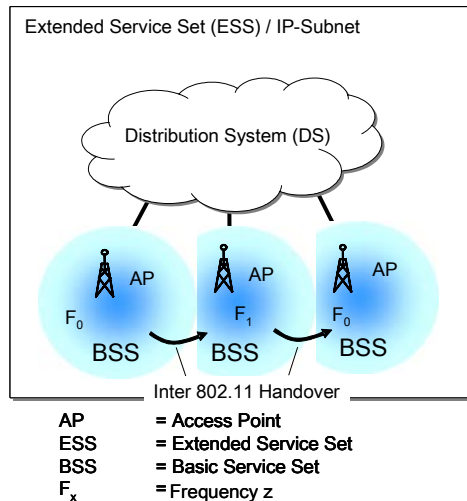 Extended Service Set (ESS) / IP-Subnet
Distribution System (DS)
AP
AP
AP
F₀
F₁
F₀
BSS
BSS
BSS
Inter 802.11 Handover
AP = Access Point
ESS = Extended Service Set
BSS = Basic Service Set
Fₓ = Frequency z